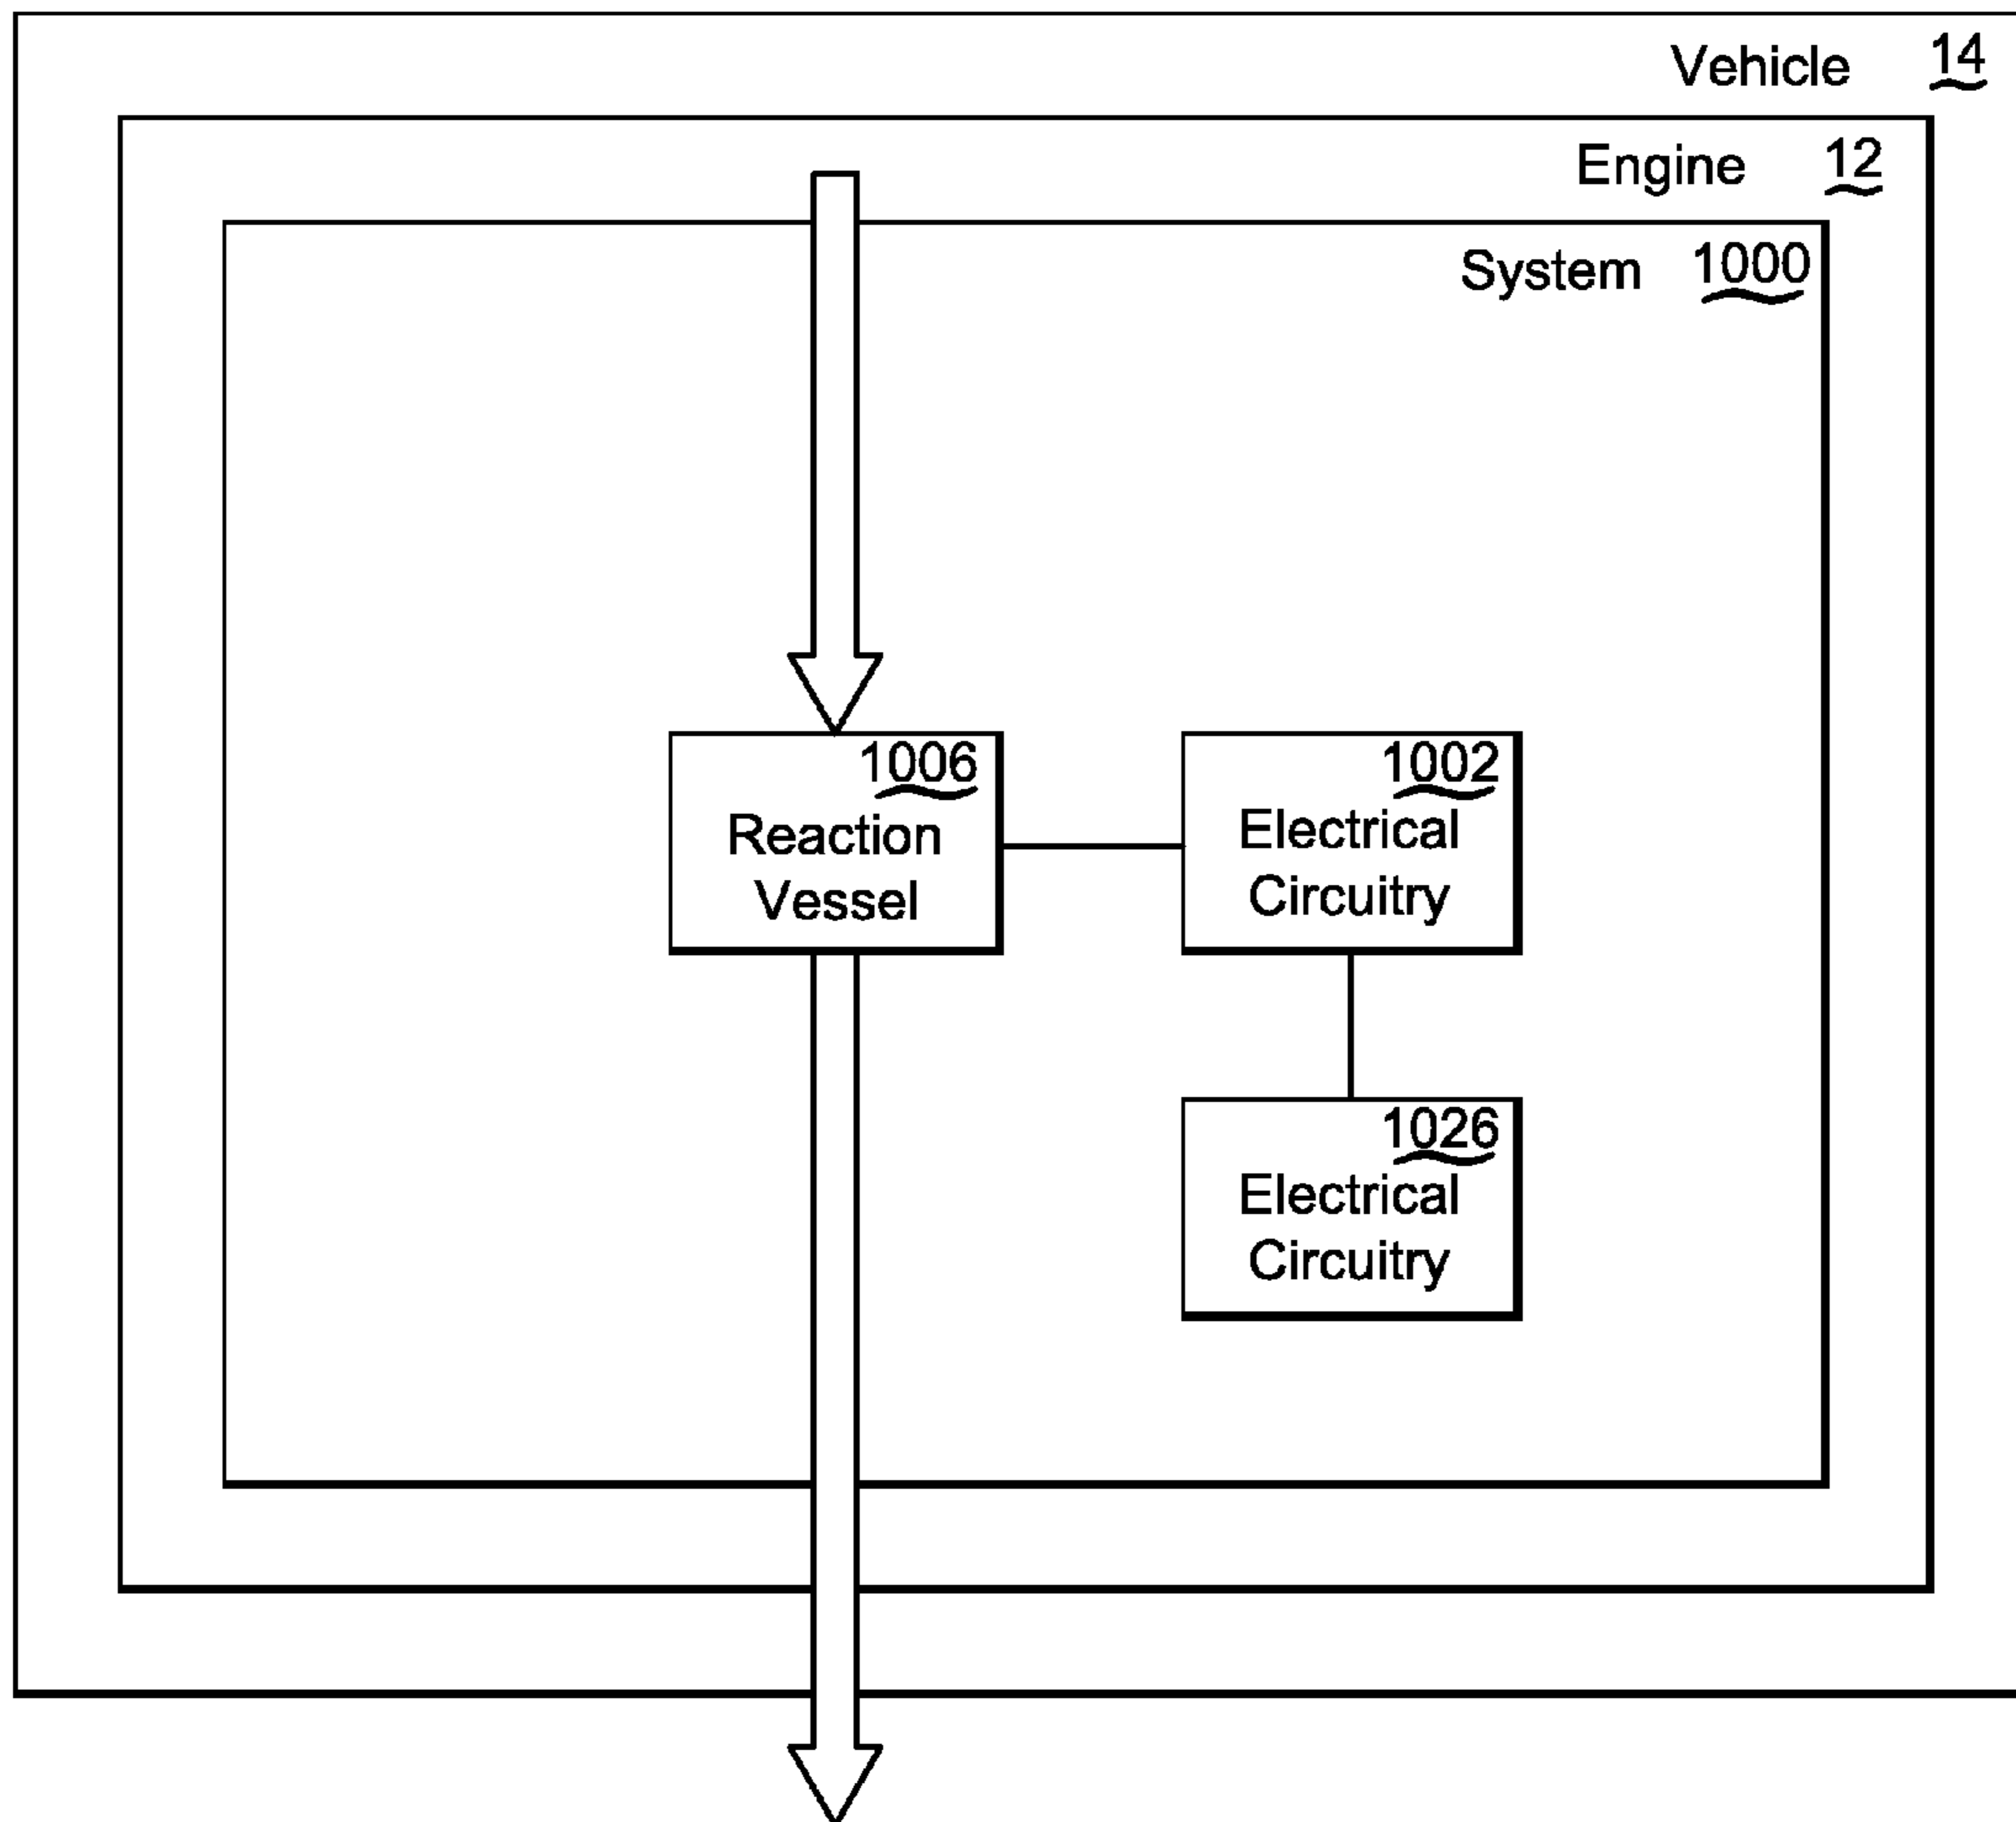 Vehicle 14
Engine 12
System 1000
1006
Reaction
Vessel
1002
Electrical
Circuitry
1026
Electrical
Circuitry